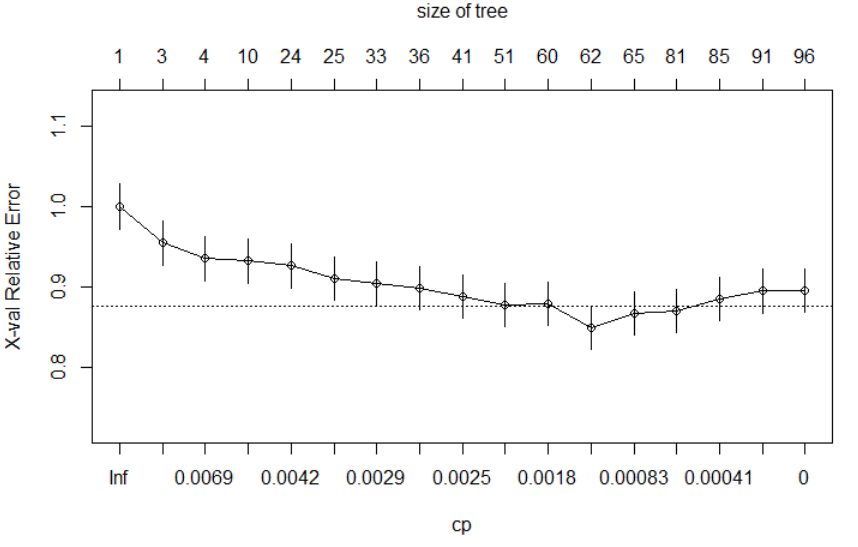 size of tree
1 3 4 10 24 25 33 36 41 51 60 62 65 81 85 91 96
X-val Relative Error
1.1
1.0
0.9
0.8
Inf 0.0069 0.0042 0.0029 0.0025 0.0018 0.00083 0.00041 0
cp